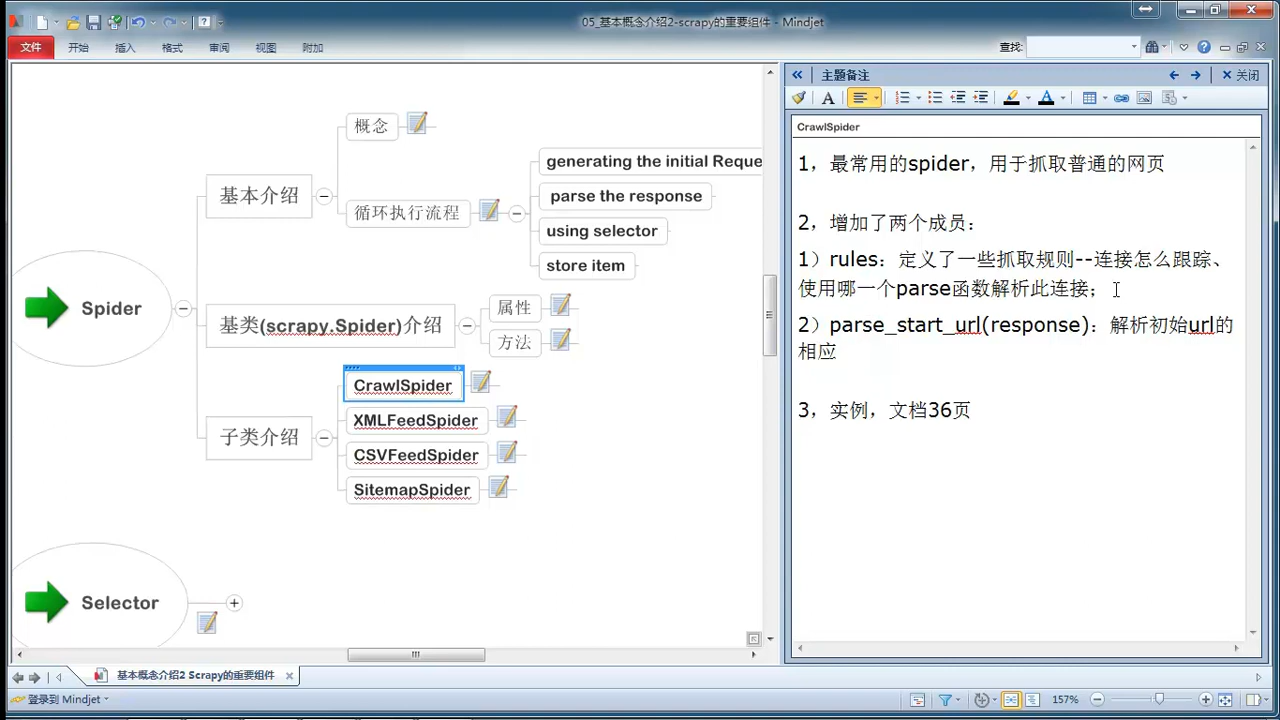 05_基本概念介绍2-scrapy的重要组件 - Mindjet
文件 开始 插入 格式 审阅 视图 附加 查找:
主题备注 关闭
CrawlSpider
1，最常用的spider，用于抓取普通的网页
2，增加了两个成员：
1）rules：定义了一些抓取规则--连接怎么跟踪、
使用哪一个parse函数解析此连接；
2）parse_start_url(response)：解析初始url的
相应
3，实例，文档36页
Spider
基本介绍
概念
循环执行流程
generating the initial Reque
parse the response
using selector
store item
基类(scrapy.Spider)介绍
属性
方法
子类介绍
CrawlSpider
XMLFeedSpider
CSVFeedSpider
SitemapSpider
Selector
基本概念介绍2 Scrapy的重要组件
登录到 Mindjet 157%